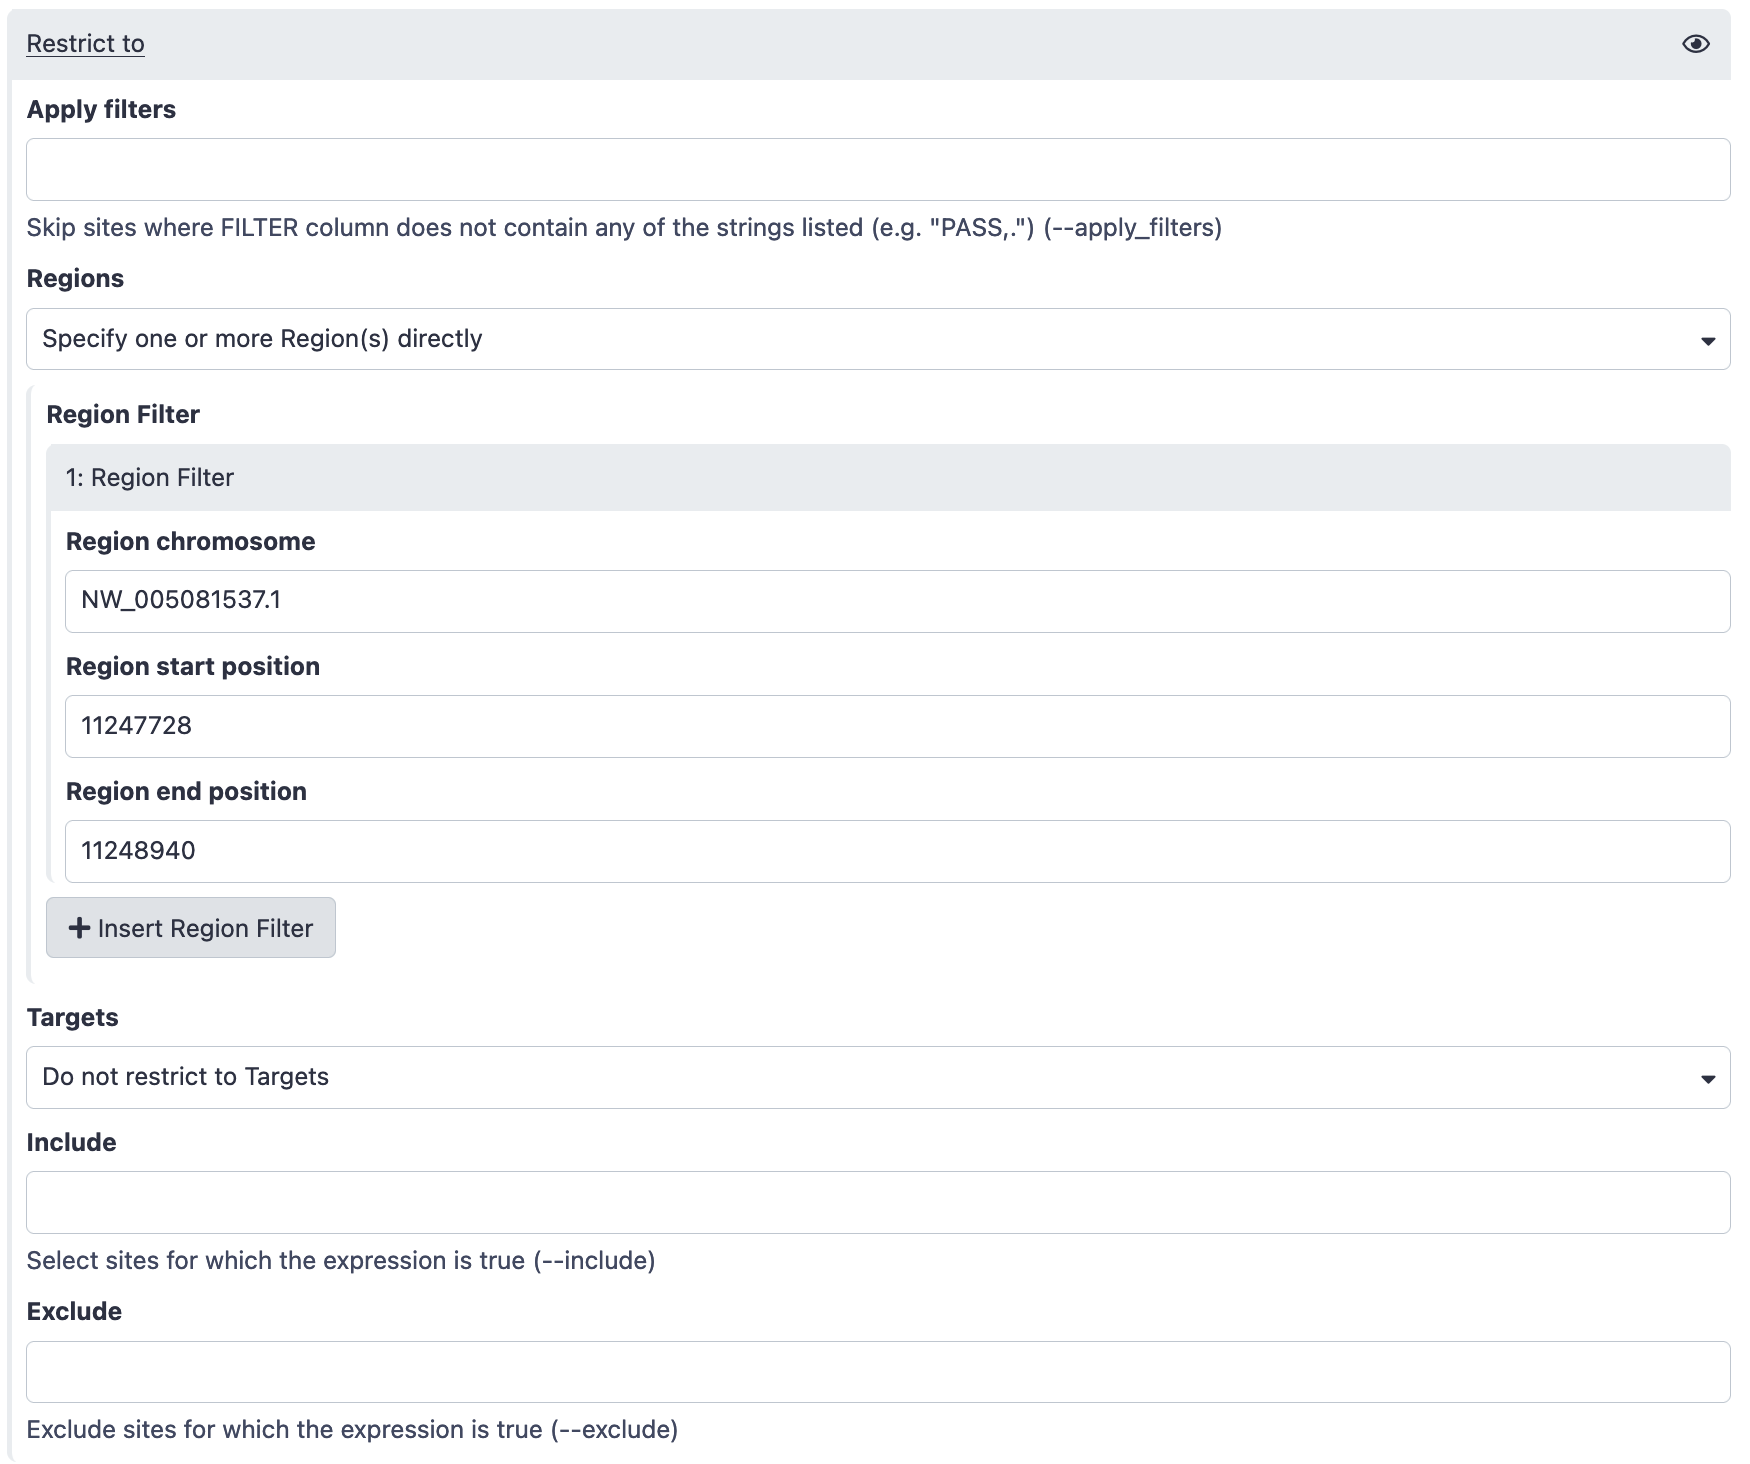 Restrict to
Apply filters
Skip sites where FILTER column does not contain any of the strings listed (e.g. "PASS,.") (--apply_filters)
Regions
Specify one or more Region(s) directly
Region Filter
1: Region Filter
Region chromosome
NW_005081537.1
Region start position
11247728
Region end position
11248940
Insert Region Filter
Targets
Do not restrict to Targets
Include
Select sites for which the expression is true (--include)
Exclude
Exclude sites for which the expression is true (--exclude)